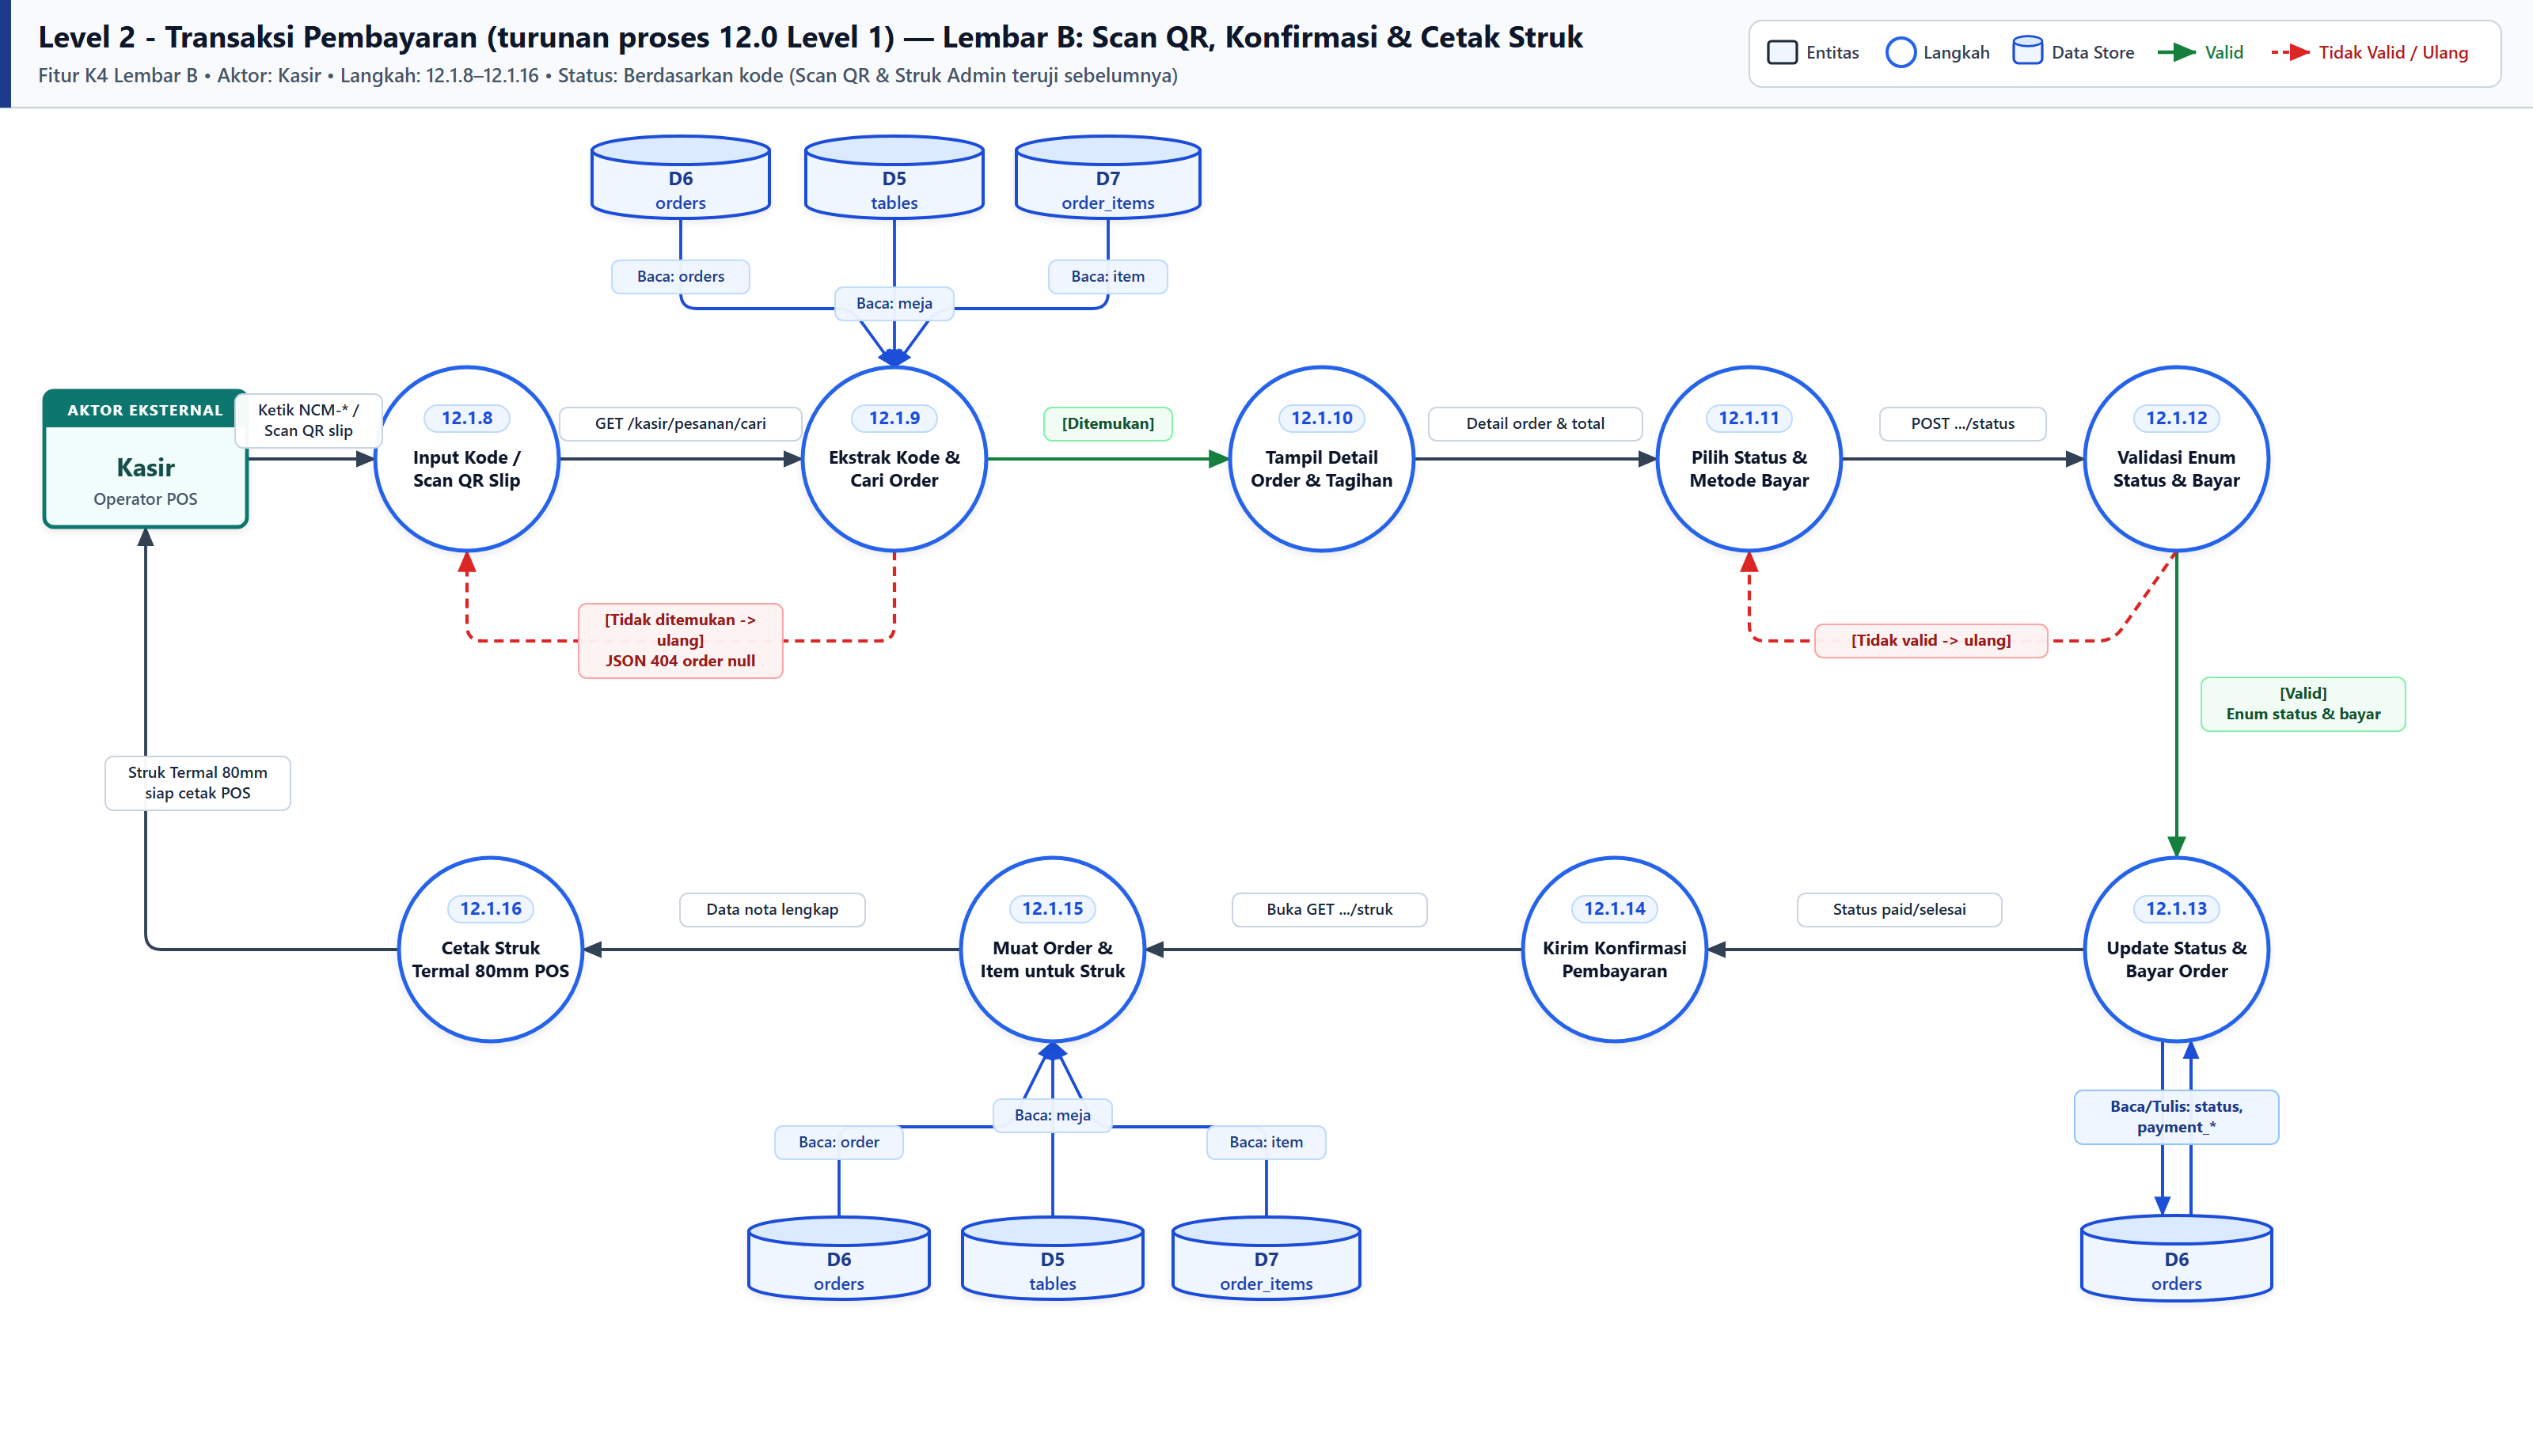 Level 2 - Transaksi Pembayaran (turunan proses 12.0 Level 1) — Lembar B: Scan QR, Konfirmasi & Cetak Struk
Fitur K4 Lembar B • Aktor: Kasir • Langkah: 12.1.8–12.1.16 • Status: Berdasarkan kode (Scan QR & Struk Admin teruji sebelumnya)
Entitas
Langkah
Data Store
Valid
Tidak Valid / Ulang
D6
orders
D5
tables
D7
order_items
Baca: orders
Baca: meja
Baca: item
AKTOR EKSTERNAL
Kasir
Operator POS
Ketik NCM-* /
Scan QR slip
12.1.8
Input Kode /
Scan QR Slip
GET /kasir/pesanan/cari
12.1.9
Ekstrak Kode &
Cari Order
[Ditemukan]
12.1.10
Tampil Detail
Order & Tagihan
Detail order & total
12.1.11
Pilih Status &
Metode Bayar
POST .../status
12.1.12
Validasi Enum
Status & Bayar
[Tidak ditemukan ->
ulang]
JSON 404 order null
[Tidak valid -> ulang]
[Valid]
Enum status & bayar
Struk Termal 80mm
siap cetak POS
12.1.16
Cetak Struk
Termal 80mm POS
Data nota lengkap
12.1.15
Muat Order &
Item untuk Struk
Buka GET .../struk
12.1.14
Kirim Konfirmasi
Pembayaran
Status paid/selesai
12.1.13
Update Status &
Bayar Order
Baca: order
Baca: meja
Baca: item
Baca/Tulis: status,
payment_*
D6
orders
D5
tables
D7
order_items
D6
orders